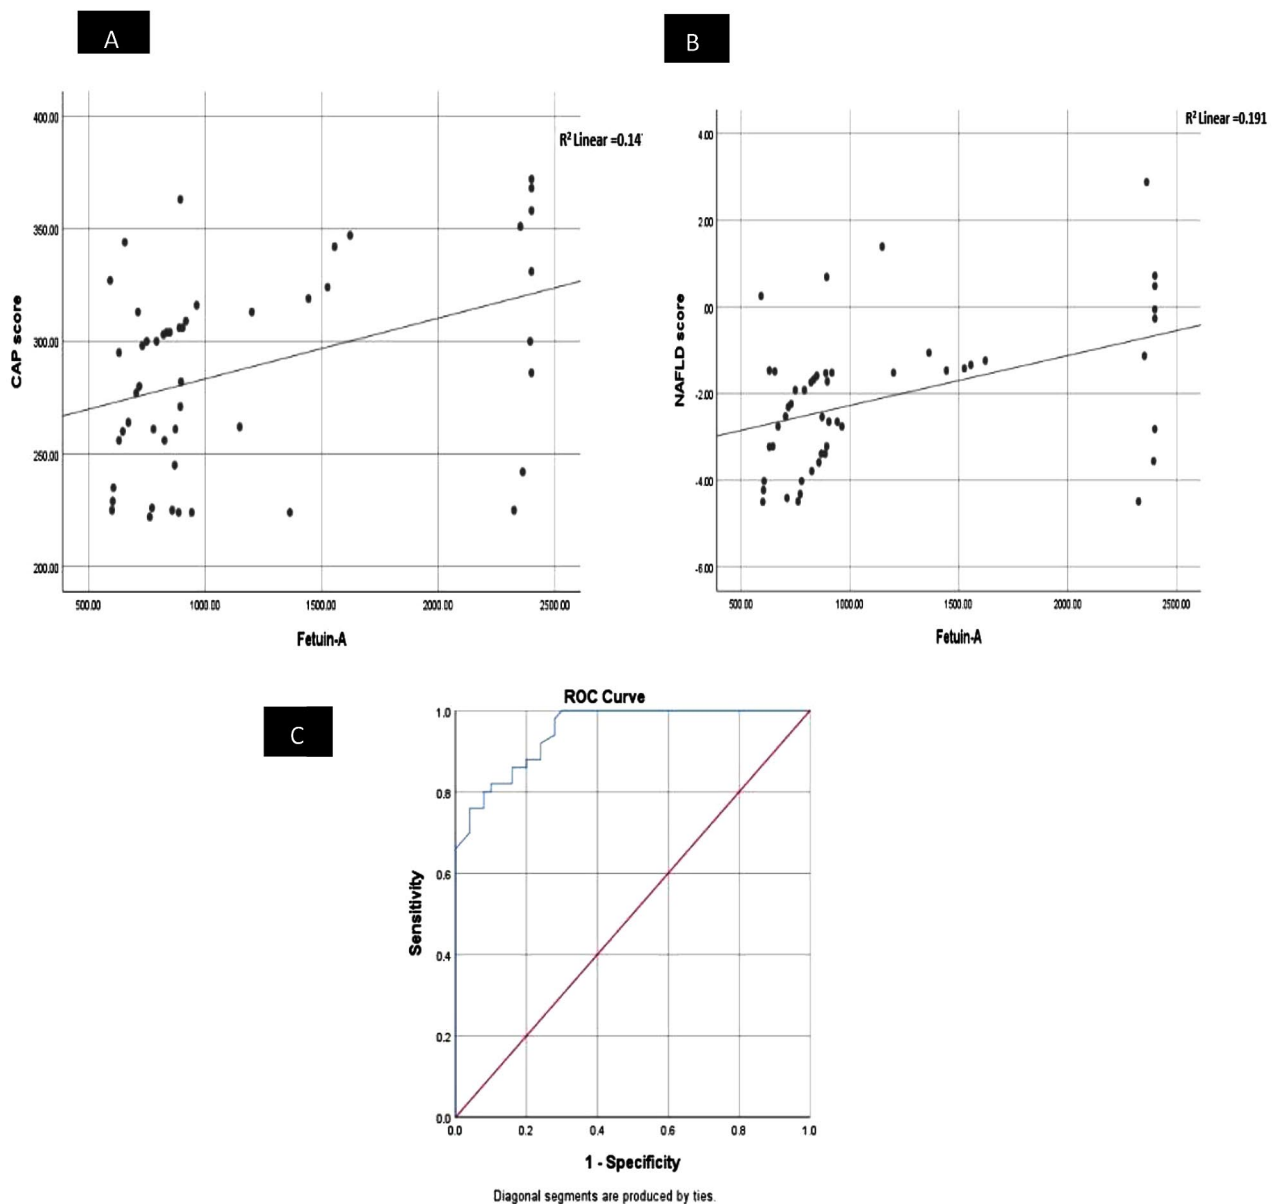 A
400.00
R² Linear =0.14
350.00
CAP score
300.00
250.00
200.00
500.00 1000.00 1500.00 2000.00 2500.00
Fetuin-A
B
R² Linear =0.191
4.00
2.00
.00
NAFLD score
-2.00
-4.00
-6.00
500.00 1000.00 1500.00 2000.00 2500.00
Fetuin-A
C
ROC Curve
1.0
0.8
0.6
Sensitivity
0.4
0.2
0.0
0.0 0.2 0.4 0.6 0.8 1.0
1 - Specificity
Diagonal segments are produced by ties.